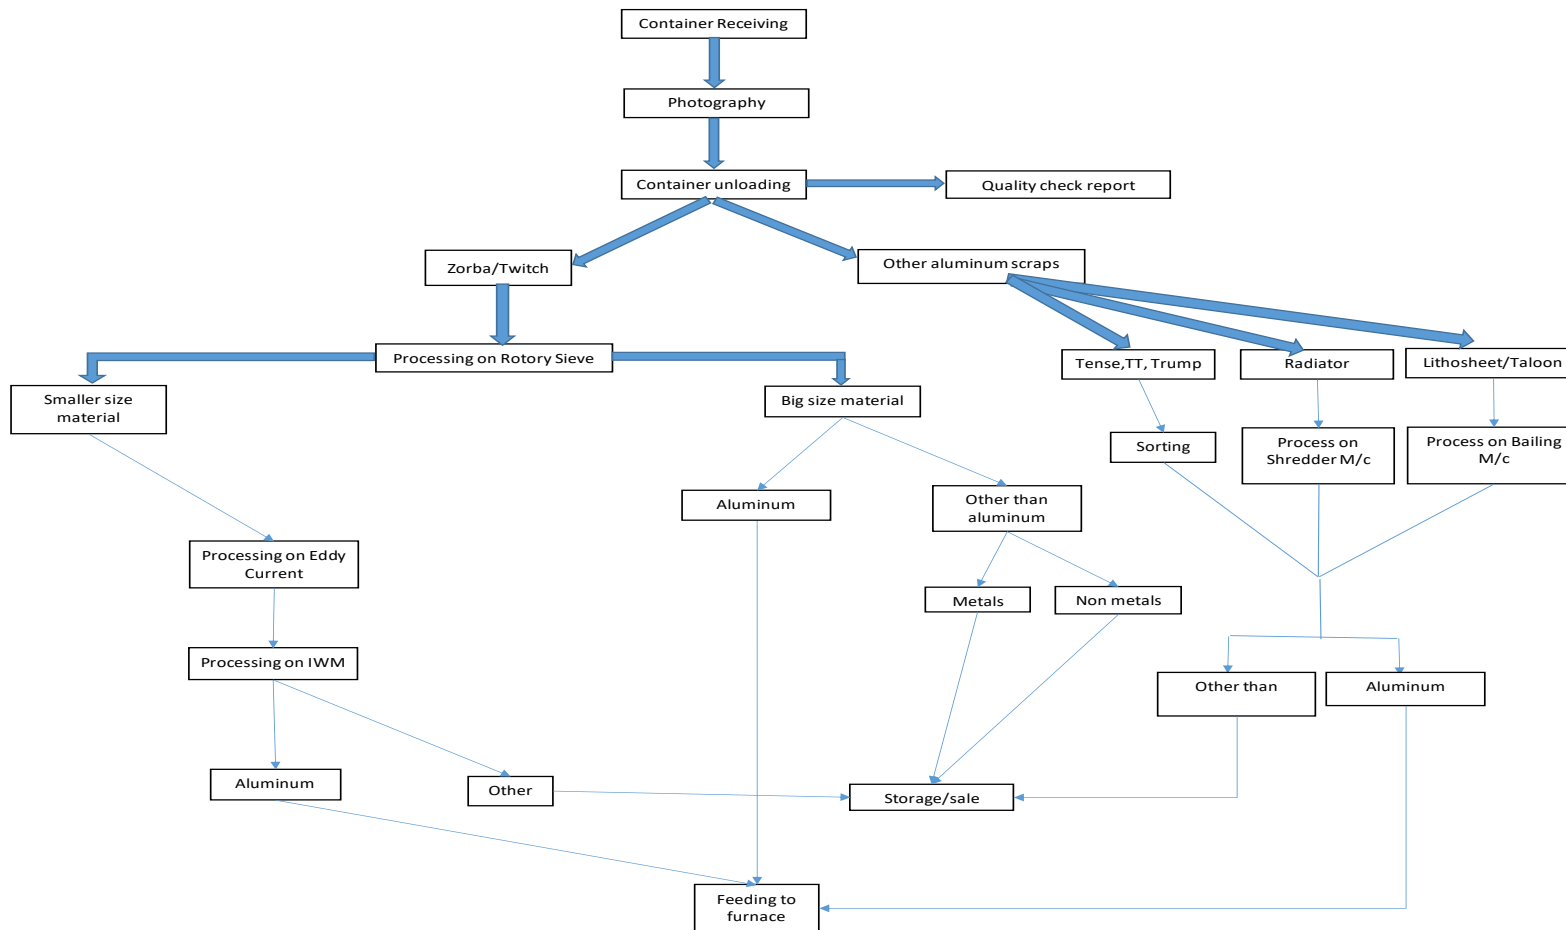 Container Receiving
Photography
Container unloading
Quality check report
Zorba/Twitch
Other aluminum scraps
Processing on Rotory Sieve
Tense,TT, Trump
Radiator
Lithosheet/Taloon
Smaller size
material
Big size material
Sorting
Process on
Shredder M/c
Process on Bailing
M/c
Aluminum
Other than
aluminum
Processing on Eddy
Current
Metals
Non metals
Processing on IWM
Other than
Aluminum
Aluminum
Other
Storage/sale
Feeding to
furnace